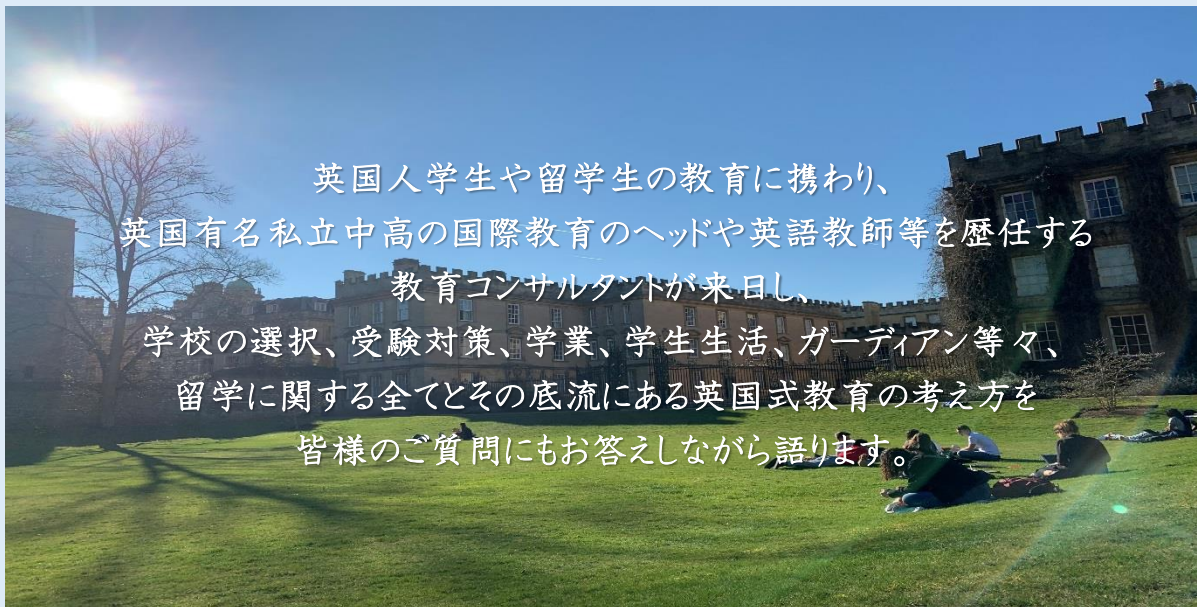 英国人学生や留学生の教育に携わり、
英国有名私立中高の国際教育のヘッドや英語教師等を歴任する
教育コンサルタントが来日し、
学校の選択、受験対策、学業、学生生活、ガーディアン等々、
留学に関する全てとその底流にある英国式教育の考え方を
皆様のご質問にもお答えしながら語ります。